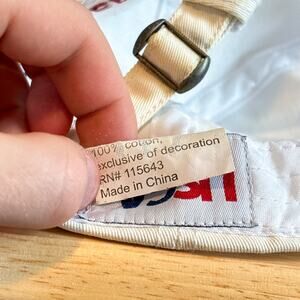 100% cotton,
exclusive of decoration
RN# 115643
Made in China